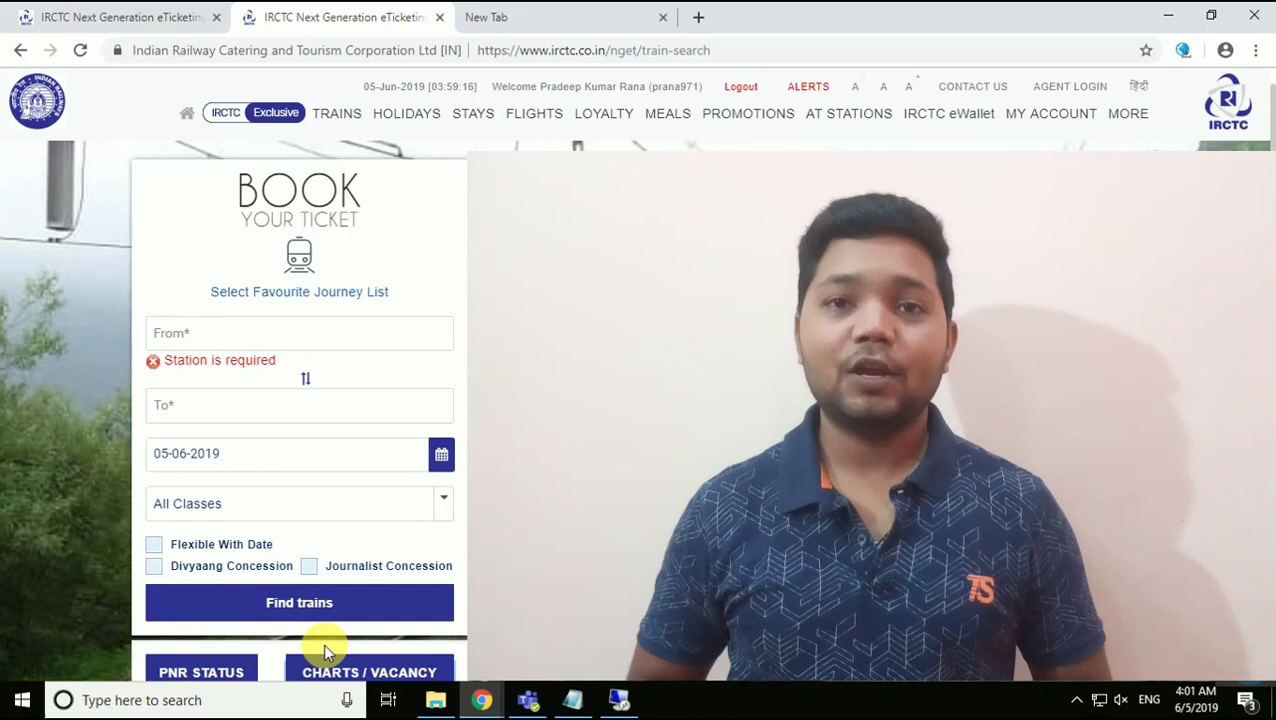 IRCTC Next Generation eTicketing
IRCTC Next Generation eTicketing
New Tab
Indian Railway Catering and Tourism Corporation Ltd [IN]
https://www.irctc.co.in/nget/train-search
05-Jun-2019 [03:59:16]
Welcome Pradeep Kumar Rana (prana971)
Logout
ALERTS
A
A
A
CONTACT US
AGENT LOGIN
हिंदी
IRCTC Exclusive
TRAINS
HOLIDAYS
STAYS
FLIGHTS
LOYALTY
MEALS
PROMOTIONS
AT STATIONS
IRCTC eWallet
MY ACCOUNT
MORE
IRCTC
BOOK
YOUR TICKET
Select Favourite Journey List
From*
Station is required
To*
05-06-2019
All Classes
Flexible With Date
Divyaang Concession
Journalist Concession
Find trains
PNR STATUS
CHARTS / VACANCY
TS
Type here to search
ENG
4:01 AM
6/5/2019
3